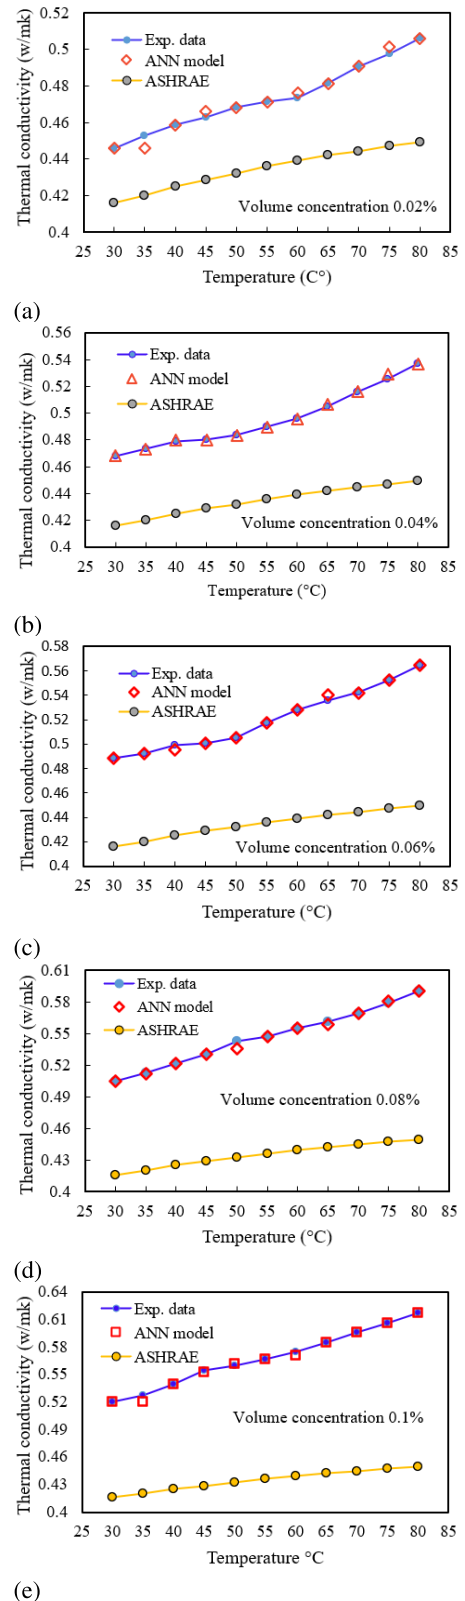 Thermal conductivity (w/mk)
0.52
0.5
0.48
0.46
0.44
0.42
0.4
Exp. data
ANN model
ASHRAE
Volume concentration 0.02%
25 30 35 40 45 50 55 60 65 70 75 80 85
Temperature (C°)
(a)
Thermal conductivity (w/mk)
0.56
0.54
0.52
0.5
0.48
0.46
0.44
0.42
0.4
Exp. data
ANN model
ASHRAE
Volume concentration 0.04%
25 30 35 40 45 50 55 60 65 70 75 80 85
Temperature (°C)
(b)
Thermal conductivity (w/mk)
0.58
0.56
0.54
0.52
0.5
0.48
0.46
0.44
0.42
0.4
Exp. data
ANN model
ASHRAE
Volume concentration 0.06%
25 30 35 40 45 50 55 60 65 70 75 80 85
Temperature (°C)
(c)
Thermal conductivity (w/mk)
0.61
0.58
0.55
0.52
0.49
0.46
0.43
0.4
Exp. data
ANN model
ASHRAE
Volume concentration 0.08%
25 30 35 40 45 50 55 60 65 70 75 80 85
Temperature (°C)
(d)
Thermal conductivity (w/mk)
0.64
0.61
0.58
0.55
0.52
0.49
0.46
0.43
0.4
Exp. data
ANN model
ASHRAE
Volume concentration 0.1%
25 30 35 40 45 50 55 60 65 70 75 80 85
Temperature °C
(e)